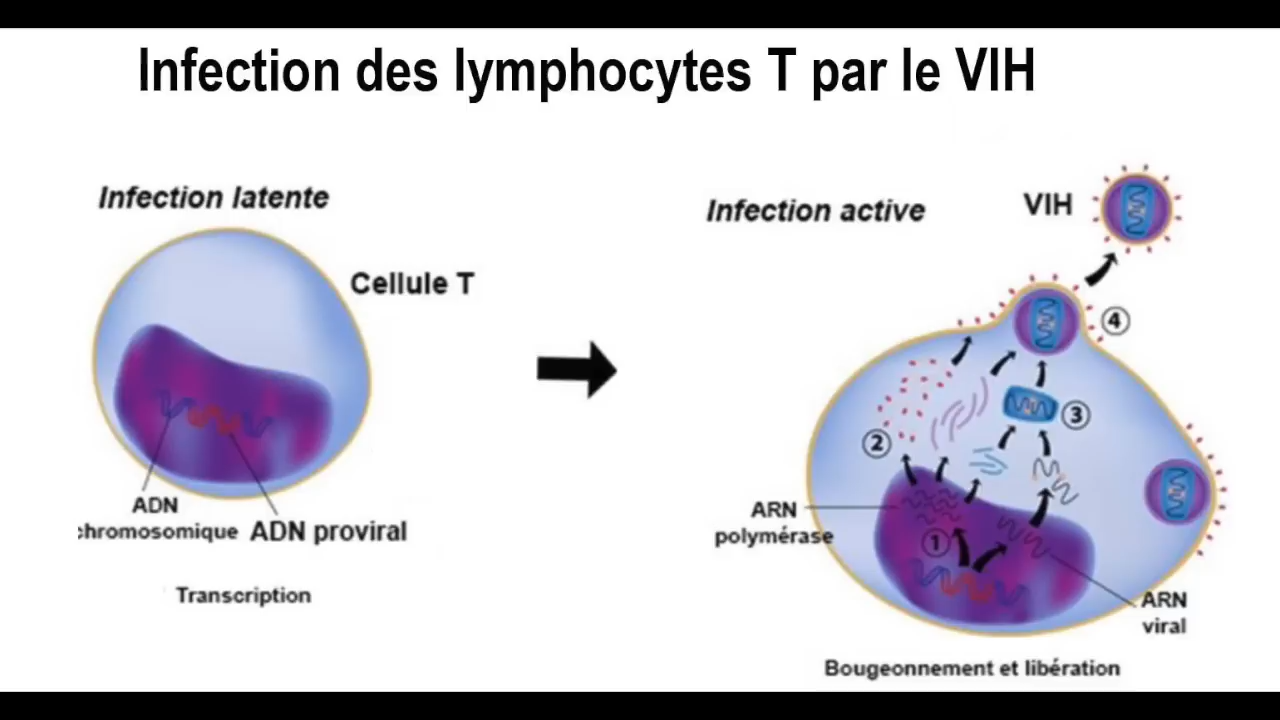 Infection des lymphocytes T par le VIH
Infection latente
Cellule T
ADN
chromosomique
ADN proviral
Transcription
Infection active
VIH
4
3
2
1
ARN
polymérase
ARN
viral
Bougeonnement et libération